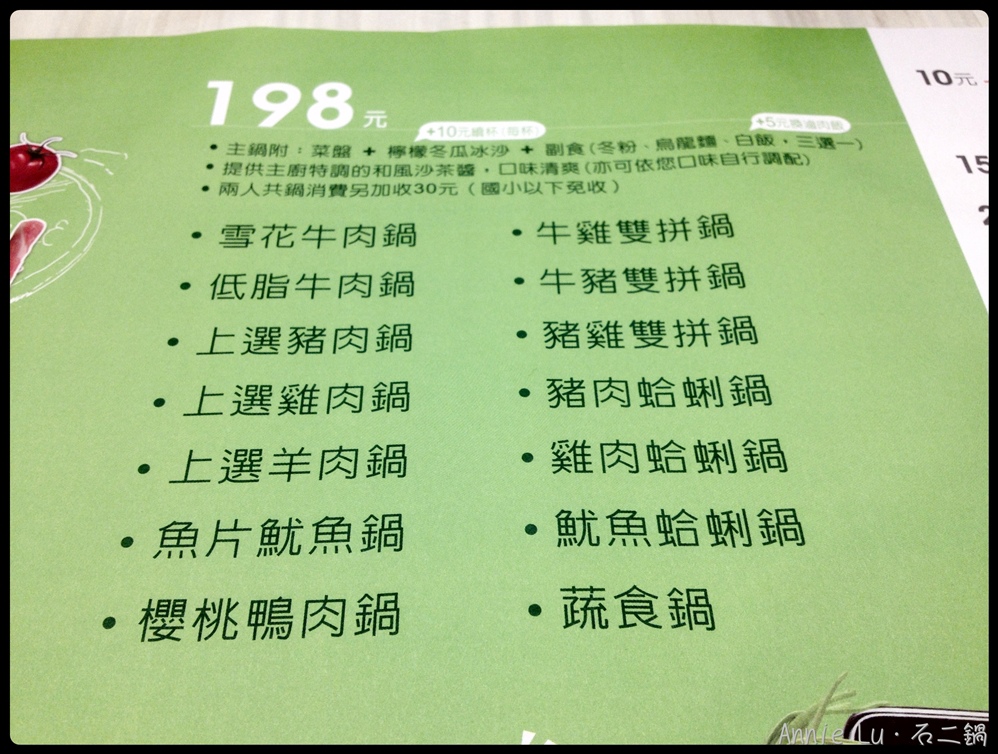 198元
+10元續杯(每杯)
+5元換滷肉飯
• 主鍋附：菜盤 + 檸檬冬瓜冰沙 + 副食(冬粉、烏龍麵、白飯，三選一)
• 提供主廚特調的和風沙茶醬，口味清爽(亦可依您口味自行調配)
• 兩人共鍋消費另加收30元（國小以下免收）
• 雪花牛肉鍋
• 低脂牛肉鍋
• 上選豬肉鍋
• 上選雞肉鍋
• 上選羊肉鍋
• 魚片魷魚鍋
• 櫻桃鴨肉鍋
• 牛雞雙拼鍋
• 牛豬雙拼鍋
• 豬雞雙拼鍋
• 豬肉蛤蜊鍋
• 雞肉蛤蜊鍋
• 魷魚蛤蜊鍋
• 蔬食鍋
10元
15
Annie Lu · 石二鍋